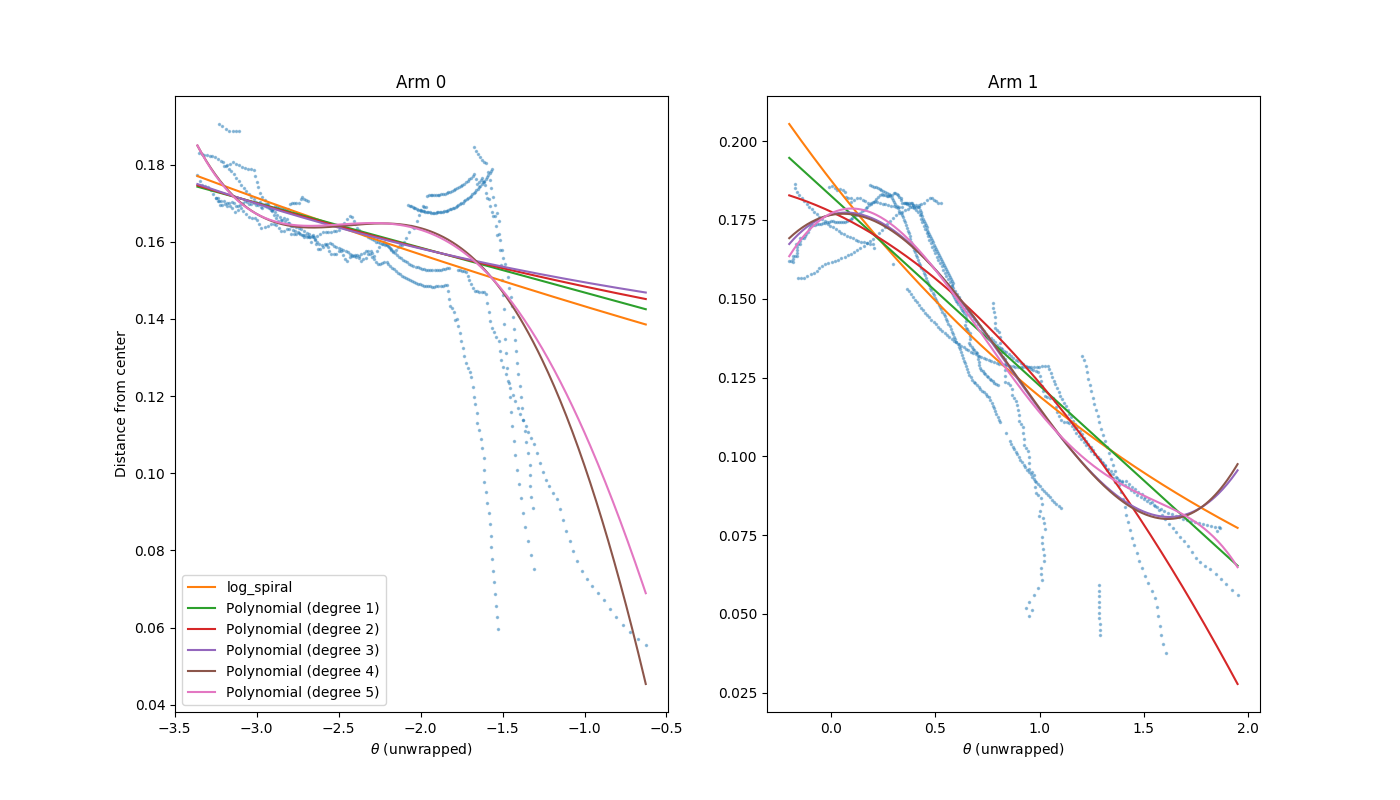 Arm 0
Distance from center
0.18
0.16
0.14
0.12
0.10
0.08
0.06
0.04
log_spiral
Polynomial (degree 1)
Polynomial (degree 2)
Polynomial (degree 3)
Polynomial (degree 4)
Polynomial (degree 5)
−3.5 −3.0 −2.5 −2.0 −1.5 −1.0 −0.5
θ (unwrapped)
Arm 1
0.200
0.175
0.150
0.125
0.100
0.075
0.050
0.025
0.0 0.5 1.0 1.5 2.0
θ (unwrapped)